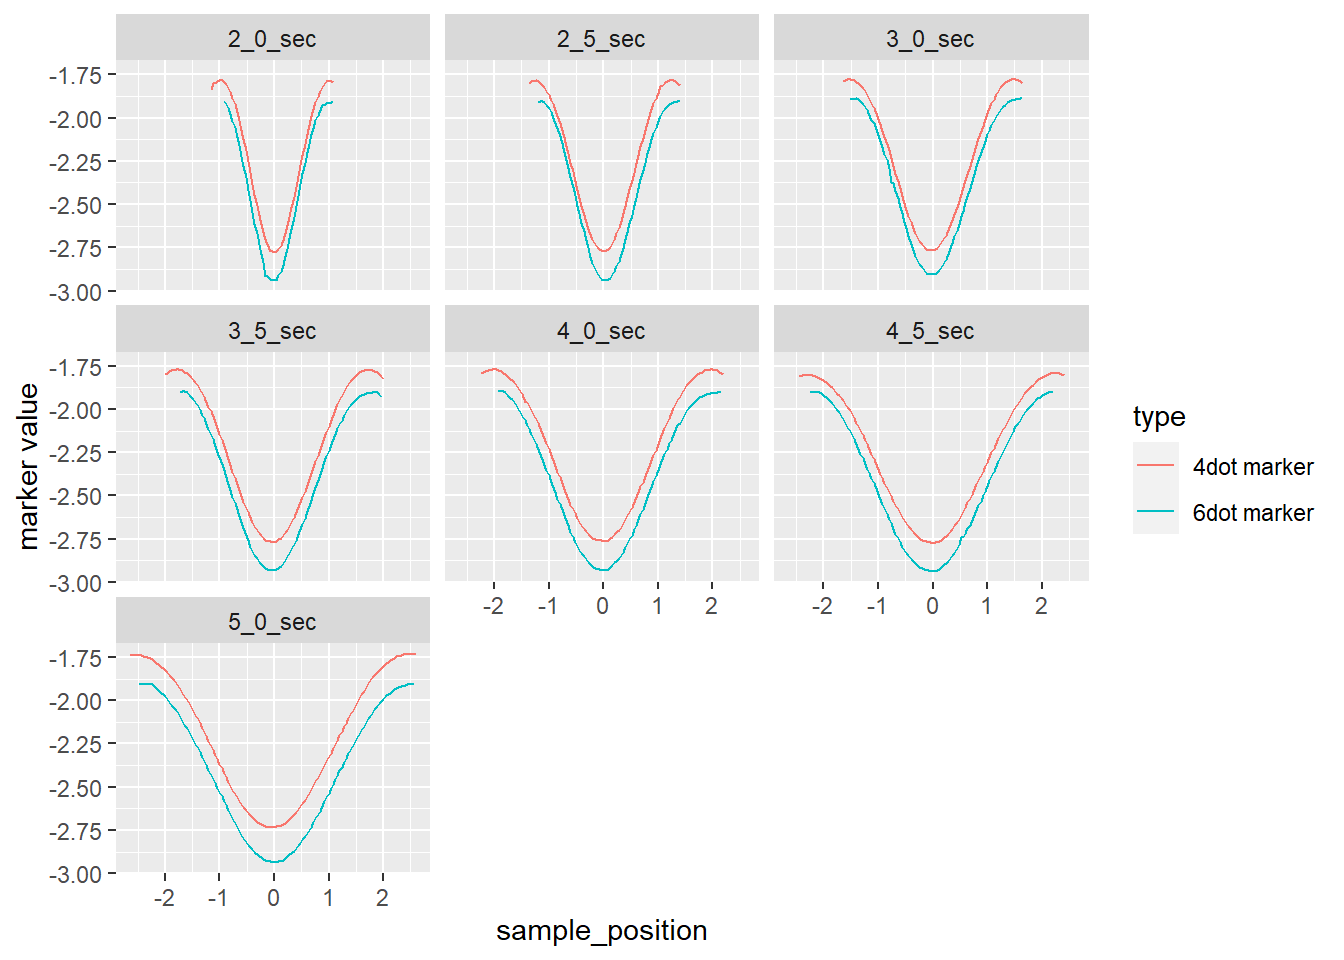 2_0_sec 2_5_sec 3_0_sec
-1.75
-2.00
-2.25
-2.50
-2.75
-3.00
3_5_sec 4_0_sec 4_5_sec
-1.75
-2.00
-2.25
-2.50
-2.75
-3.00
-2 -1 0 1 2 -2 -1 0 1 2
5_0_sec
-1.75
-2.00
-2.25
-2.50
-2.75
-3.00
-2 -1 0 1 2
sample_position
marker value
type
4dot marker
6dot marker